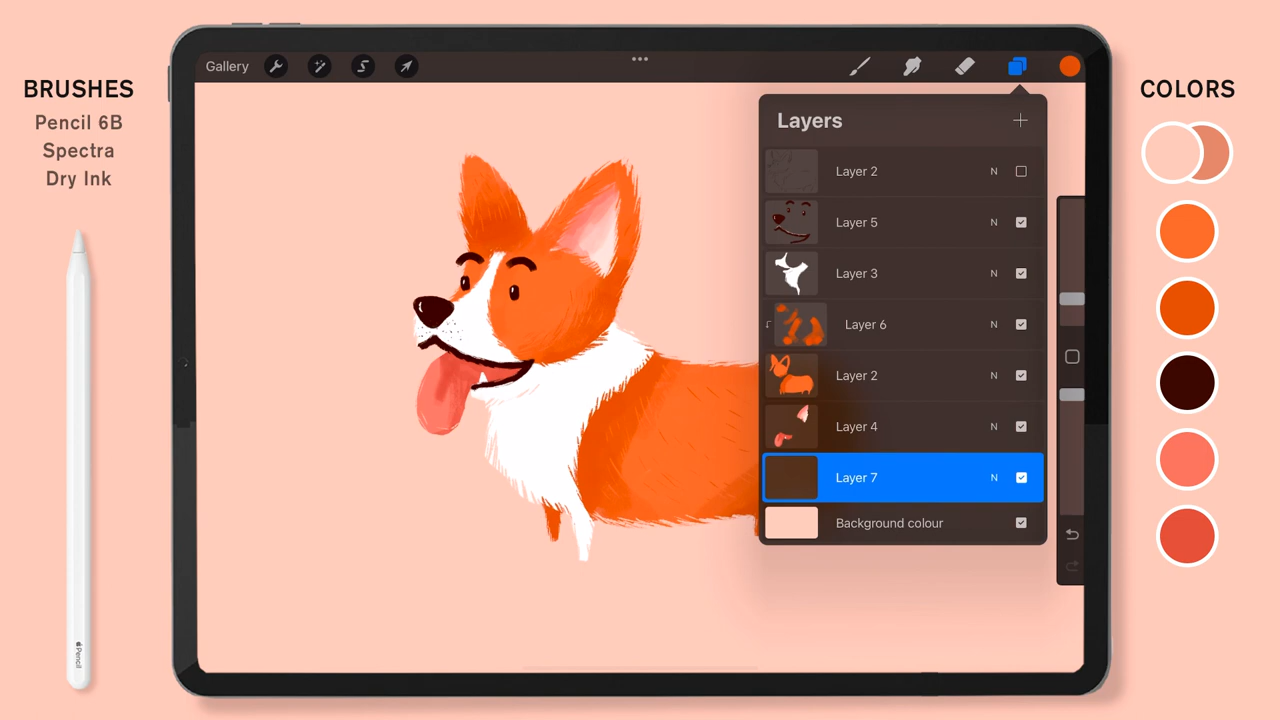 BRUSHES
Pencil 6B
Spectra
Dry Ink
Pencil
Gallery
Layers
Layer 2 N
Layer 5 N
Layer 3 N
Layer 6 N
Layer 2 N
Layer 4 N
Layer 7 N
Background colour
COLORS